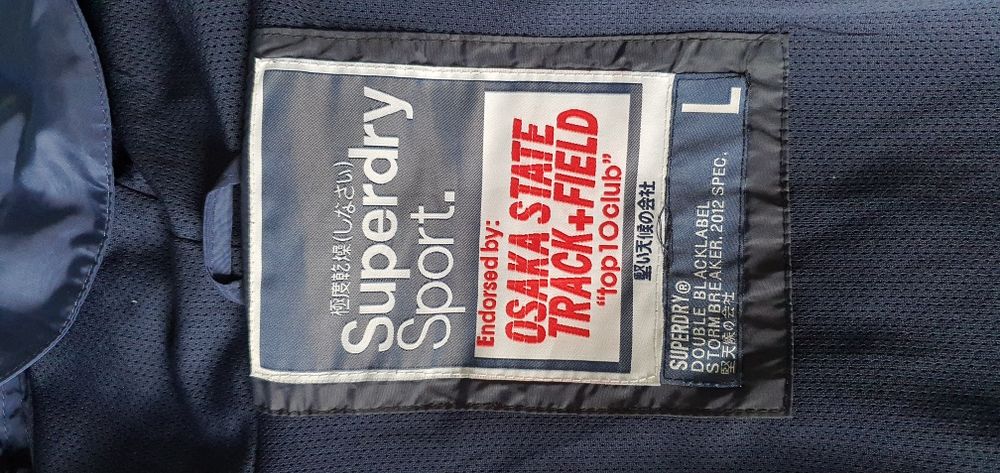 極度乾燥(しなさい)
Superdry
Sport.
Endorsed by:
OSAKA STATE
TRACK+FIELD
"top10club"
堅い天候の会社
SUPERDRY®
DOUBLE BLACKLABEL
STORMBREAKER.2012 SPEC.
堅い天候の会社
L